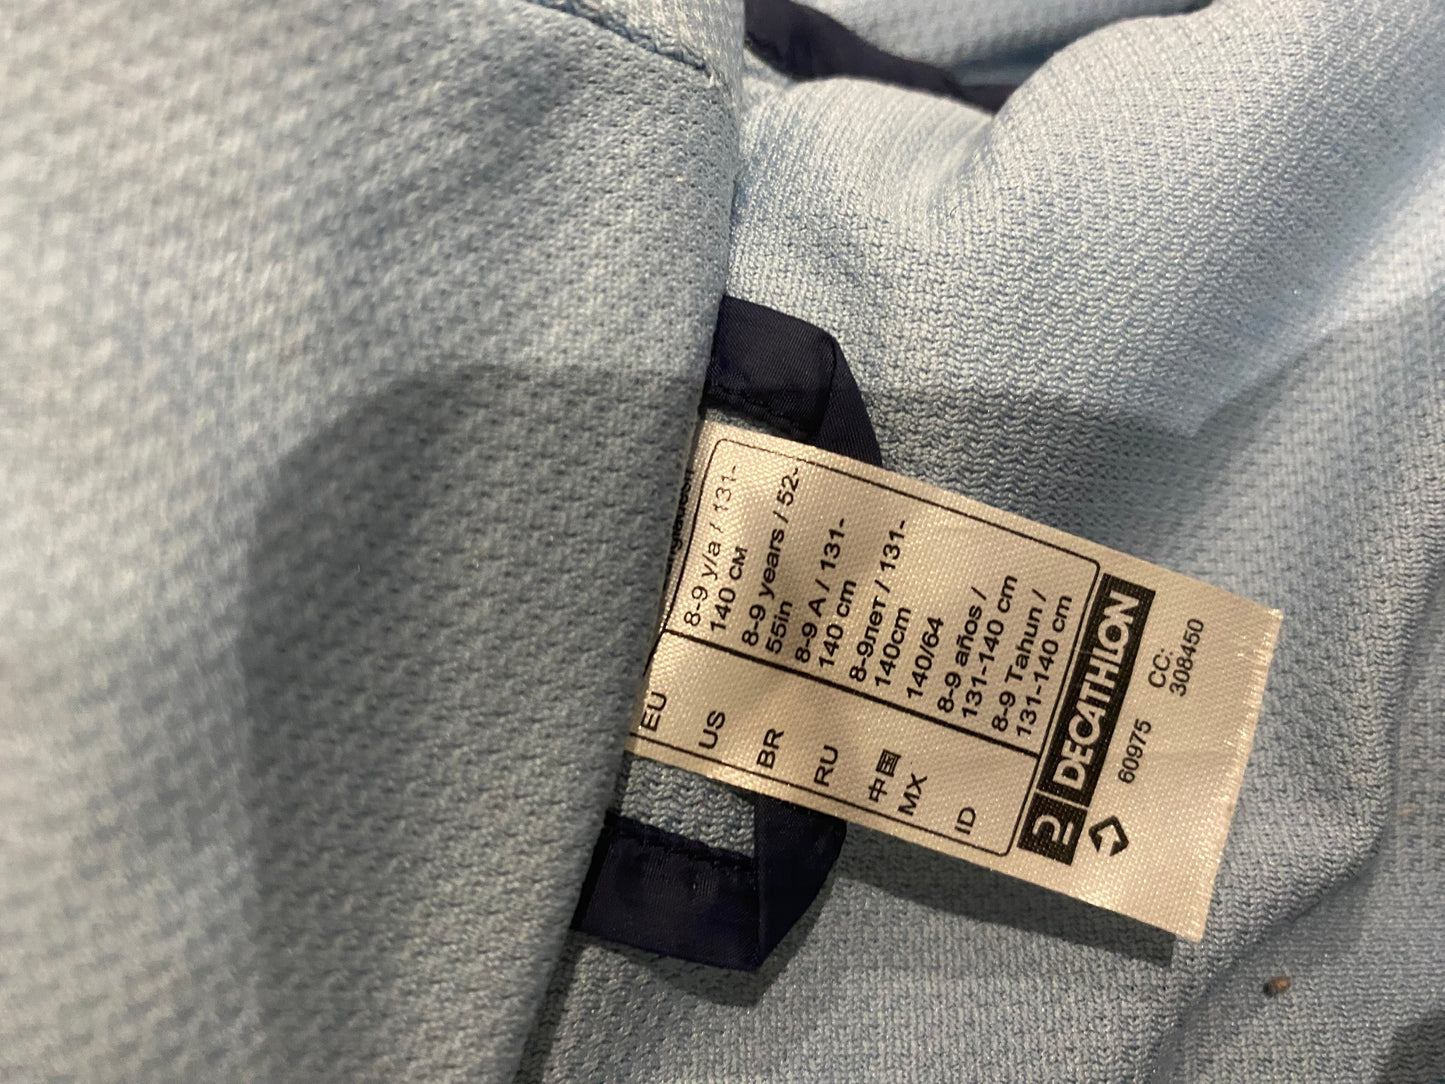 EU
8-9 y/a / 131-
140 см
US
8-9 years / 52-
55in
BR
8-9 A / 131-
140 cm
RU
8-9лет / 131-
140cm
中国
140/64
MX
8-9 años /
131-140 cm
ID
8-9 Tahun /
131-140 cm
DECATHLON
60975
CC:
308450